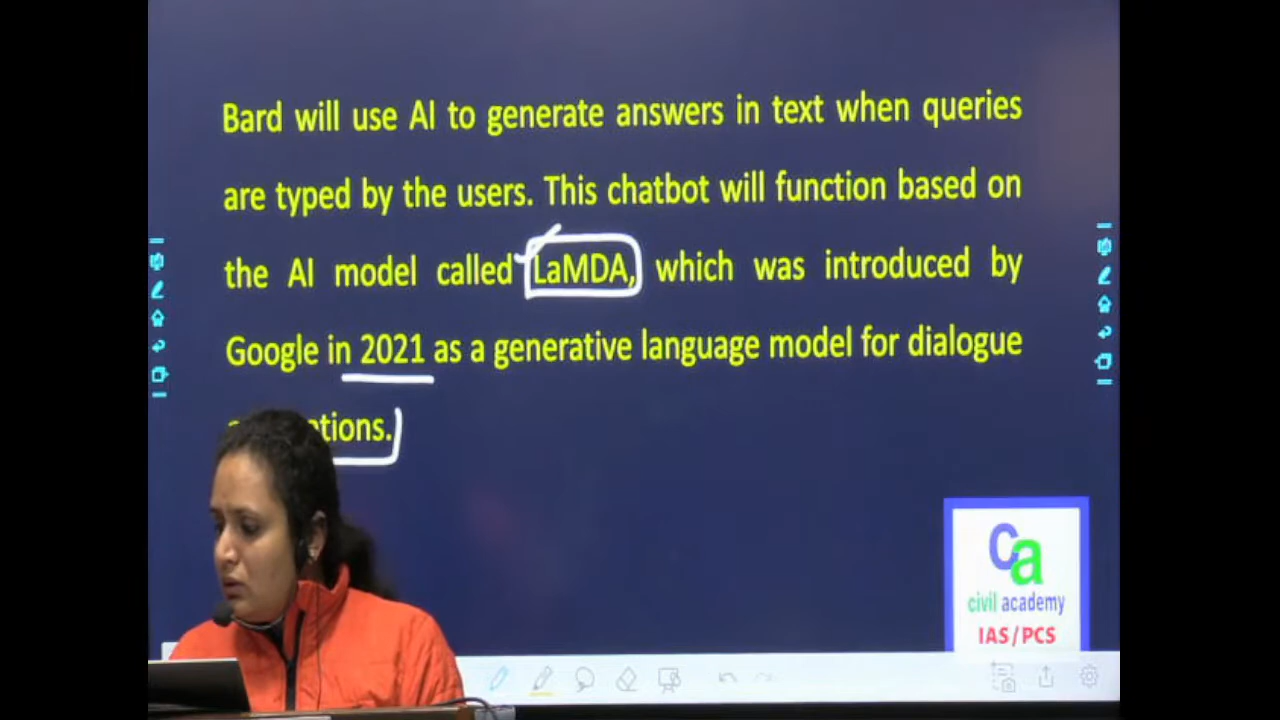 Bard will use AI to generate answers in text when queries
are typed by the users. This chatbot will function based on
the AI model called LaMDA, which was introduced by
Google in 2021 as a generative language model for dialogue
Ca
civil academy
IAS/PCS